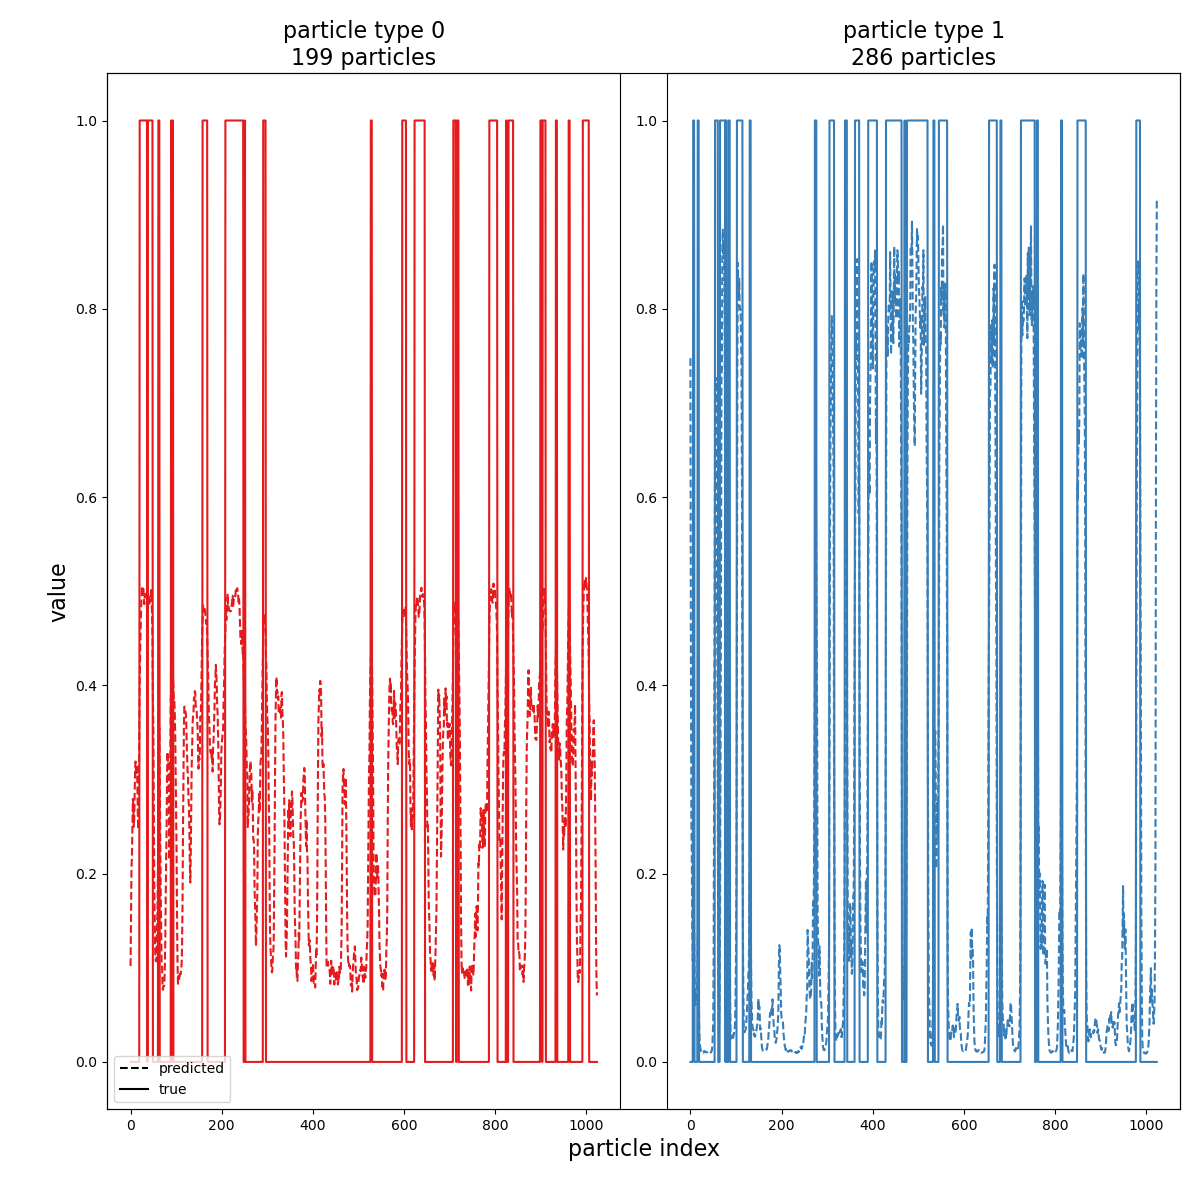 particle type 0
199 particles
particle type 1
286 particles
value
1.0
0.8
0.6
0.4
0.2
0.0
1.0
0.8
0.6
0.4
0.2
0.0
predicted
true
0 200 400 600 800 1000
0 200 400 600 800 1000
particle index